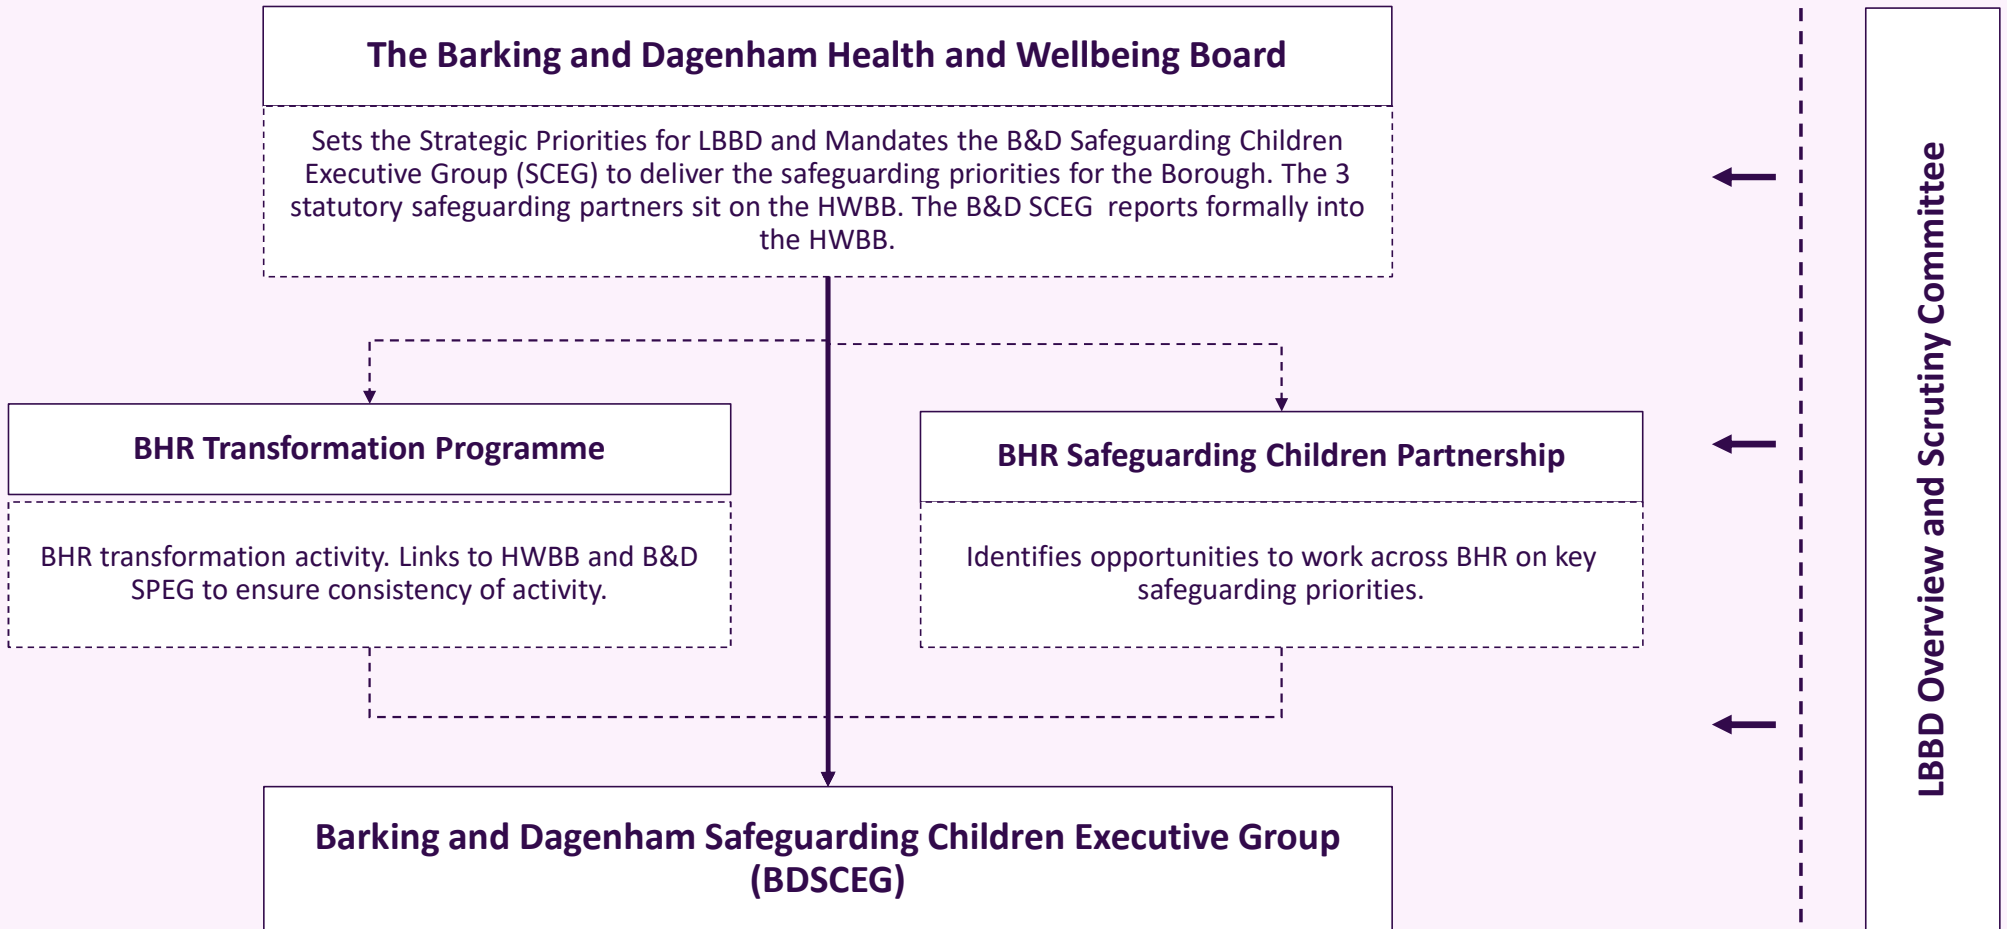 The Barking and Dagenham Health and Wellbeing Board
Sets the Strategic Priorities for LBBD and Mandates the B&D Safeguarding Children
Executive Group (SCEG) to deliver the safeguarding priorities for the Borough. The 3
statutory safeguarding partners sit on the HWBB. The B&D SCEG  reports formally into
the HWBB.
BHR Transformation Programme
BHR transformation activity. Links to HWBB and B&D
SPEG to ensure consistency of activity.
BHR Safeguarding Children Partnership
Identifies opportunities to work across BHR on key
safeguarding priorities.
Barking and Dagenham Safeguarding Children Executive Group
(BDSCEG)
LBBD Overview and Scrutiny Committee